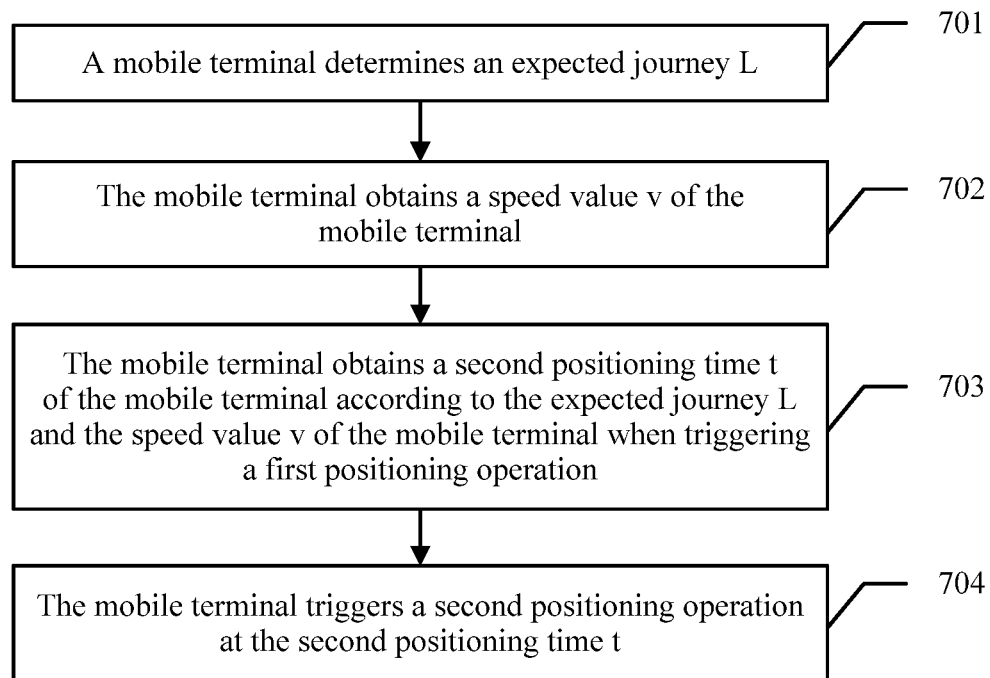 701
A mobile terminal determines an expected journey L
702
The mobile terminal obtains a speed value v of the
mobile terminal
703
The mobile terminal obtains a second positioning time t
of the mobile terminal according to the expected journey L
and the speed value v of the mobile terminal when triggering
a first positioning operation
704
The mobile terminal triggers a second positioning operation
at the second positioning time t